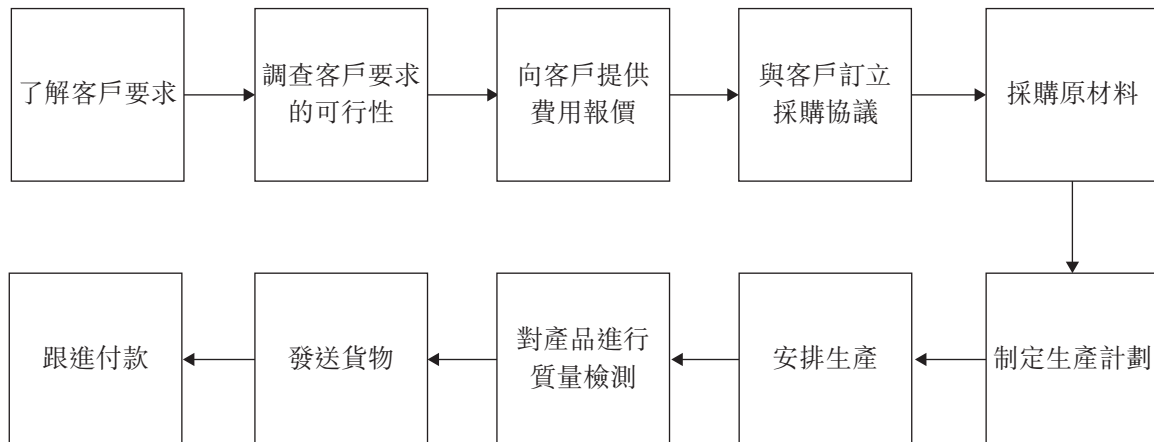 了解客戶要求
調查客戶要求
的可行性
向客戶提供
費用報價
與客戶訂立
採購協議
採購原材料
制定生產計劃
安排生產
對產品進行
質量檢測
發送貨物
跟進付款